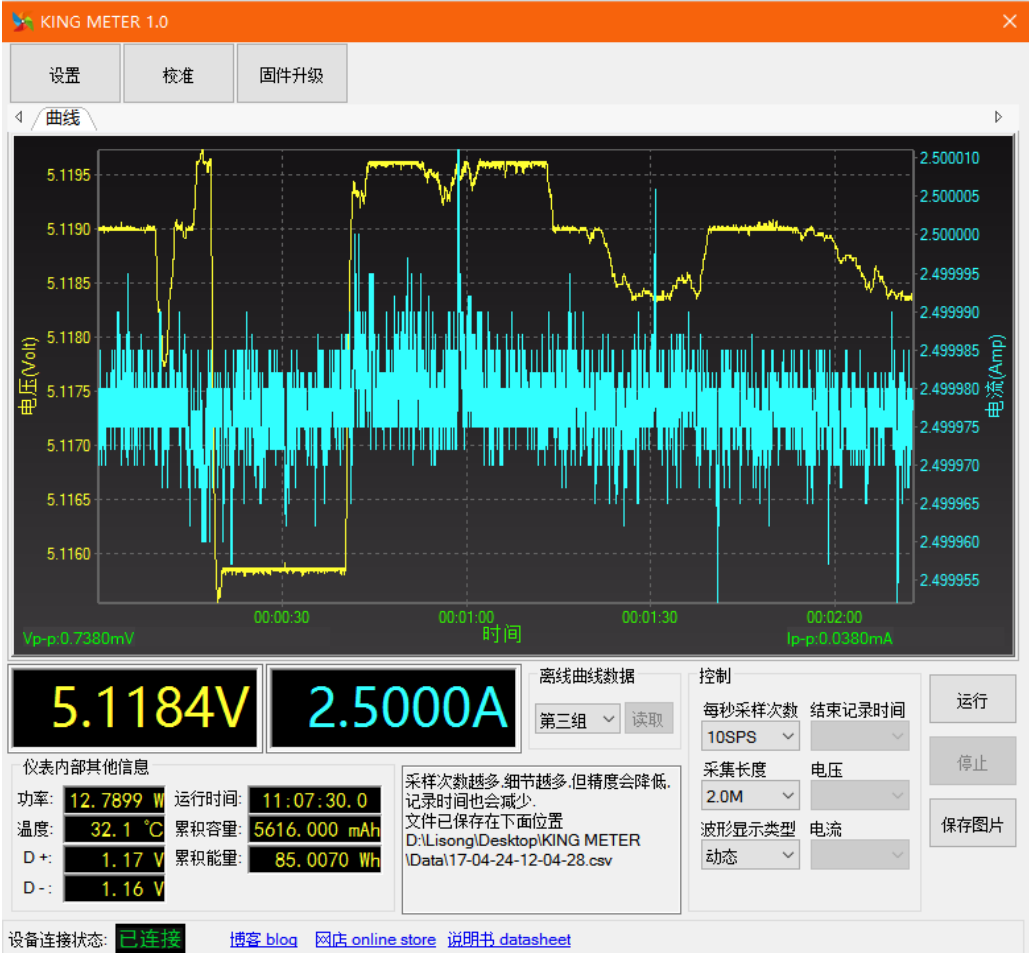 KING METER 1.0
设置 校准 固件升级
曲线
5.1195
5.1190
5.1185
5.1180
5.1175
5.1170
5.1165
5.1160
电压(Volt)
2.500010
2.500005
2.500000
2.499995
2.499990
2.499985
2.499980
2.499975
2.499970
2.499965
2.499960
2.499955
电流(Amp)
00:00:30 00:01:00 00:01:30 00:02:00
Vp-p:0.7380mV 时间 Ip-p:0.0380mA
5.1184V 2.5000A
离线曲线数据
第三组 读取
控制
每秒采样次数 结束记录时间
10SPS
采集长度 电压
2.0M
波形显示类型 电流
动态
运行
停止
保存图片
仪表内部其他信息
功率: 12.7899 W 运行时间: 11:07:30.0
温度: 32.1 ℃ 累积容量: 5616.000 mAh
D+: 1.17 V 累积能量: 85.0070 Wh
D-: 1.16 V
采样次数越多.细节越多.但精度会降低.
记录时间也会减少.
文件已保存在下面位置
D:\Lisong\Desktop\KING METER
\Data\17-04-24-12-04-28.csv
设备连接状态: 已连接 博客 blog 网店 online store 说明书 datasheet